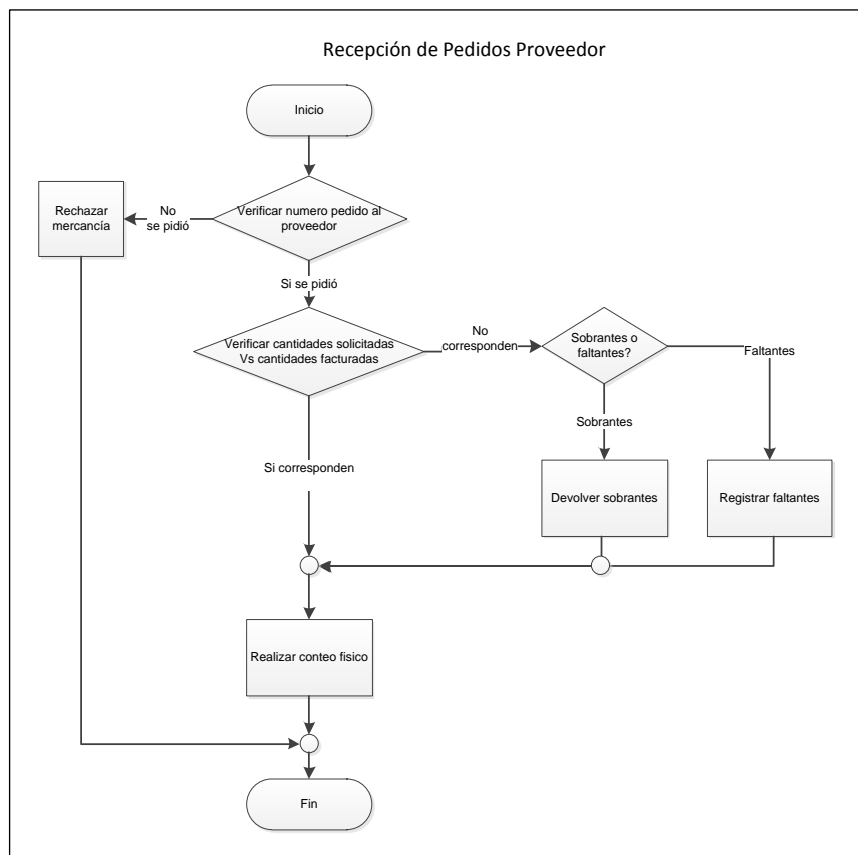 Recepción de Pedidos Proveedor
Inicio
Rechazar
mercancía
No
se pidió
Verificar numero pedido al
proveedor
Si se pidió
Verificar cantidades solicitadas
Vs cantidades facturadas
No
corresponden
Sobrantes o
faltantes?
Faltantes
Sobrantes
Si corresponden
Devolver sobrantes
Registrar faltantes
Realizar conteo fisico
Fin